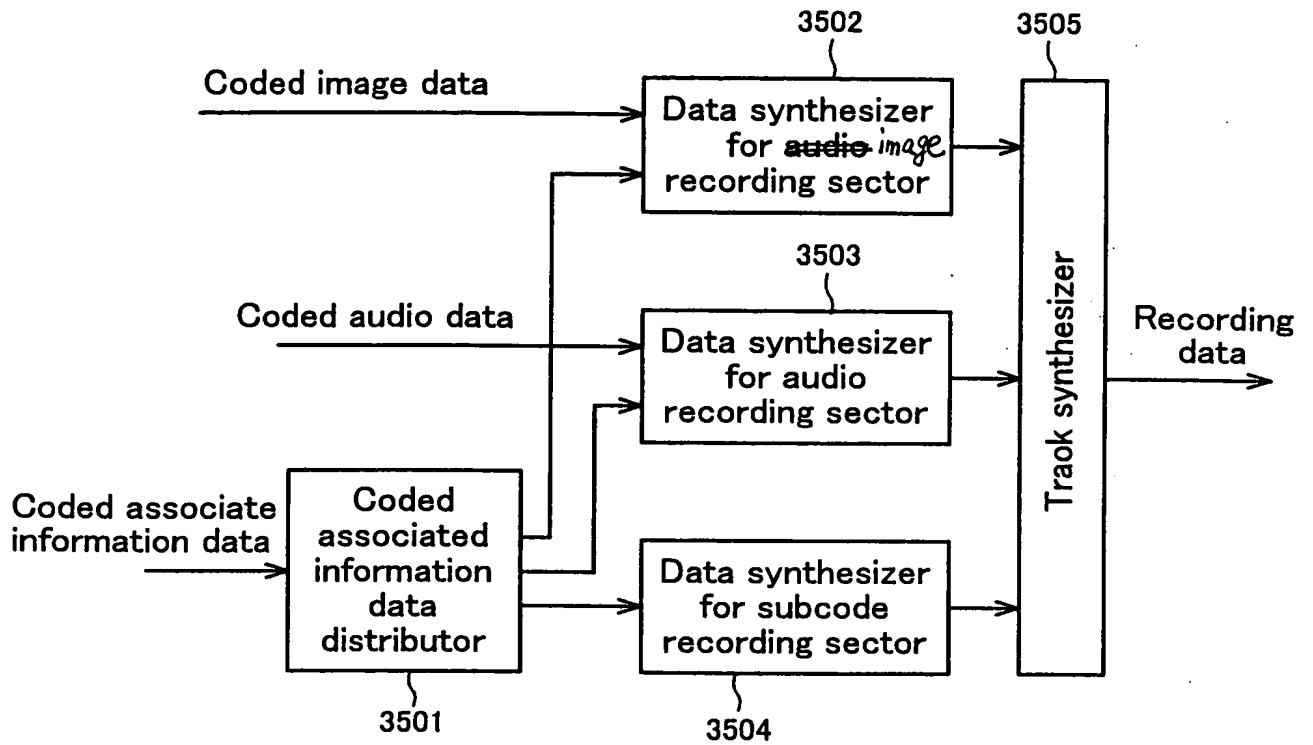 3502
3505
Coded image data
Data synthesizer
for audio image
recording sector
3503
Coded audio data
Data synthesizer
for audio
recording sector
Traok synthesizer
Recording
data
Coded associate
information data
Coded
associated
information
data
distributor
Data synthesizer
for subcode
recording sector
3501
3504